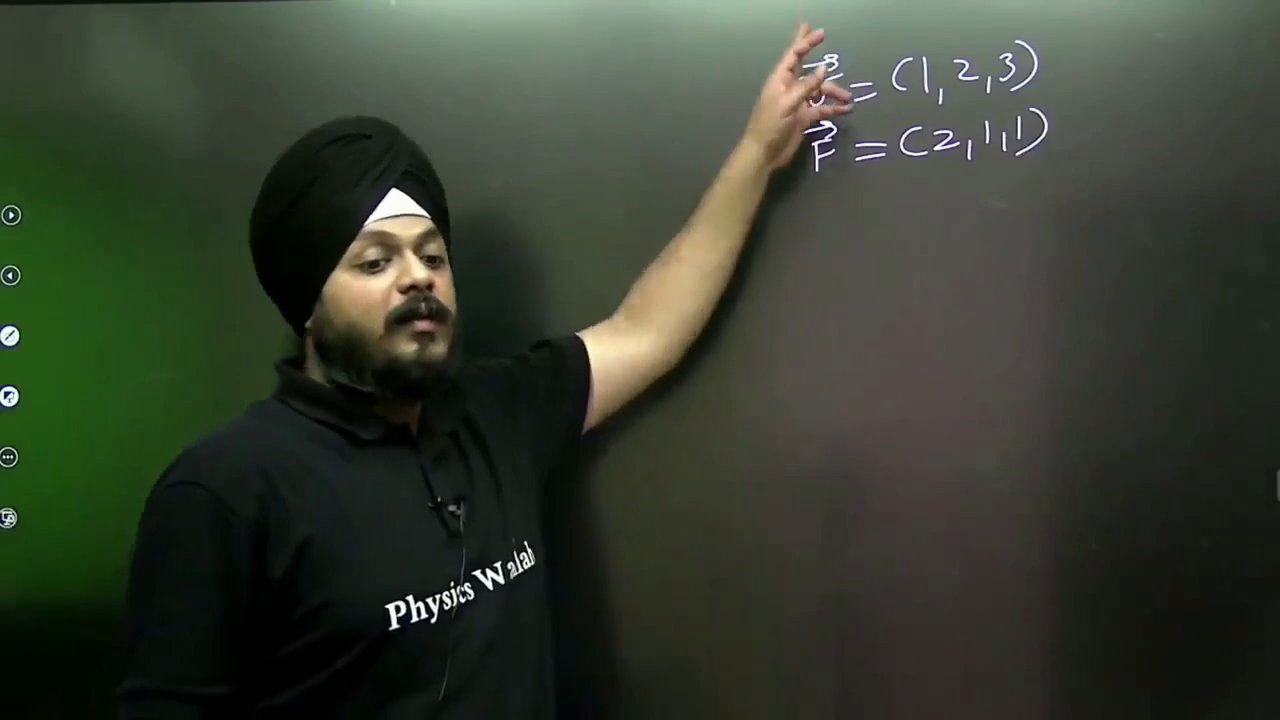 = (1, 2, 3)
F⃗ = (2, 1, 1)
Physics Wallah